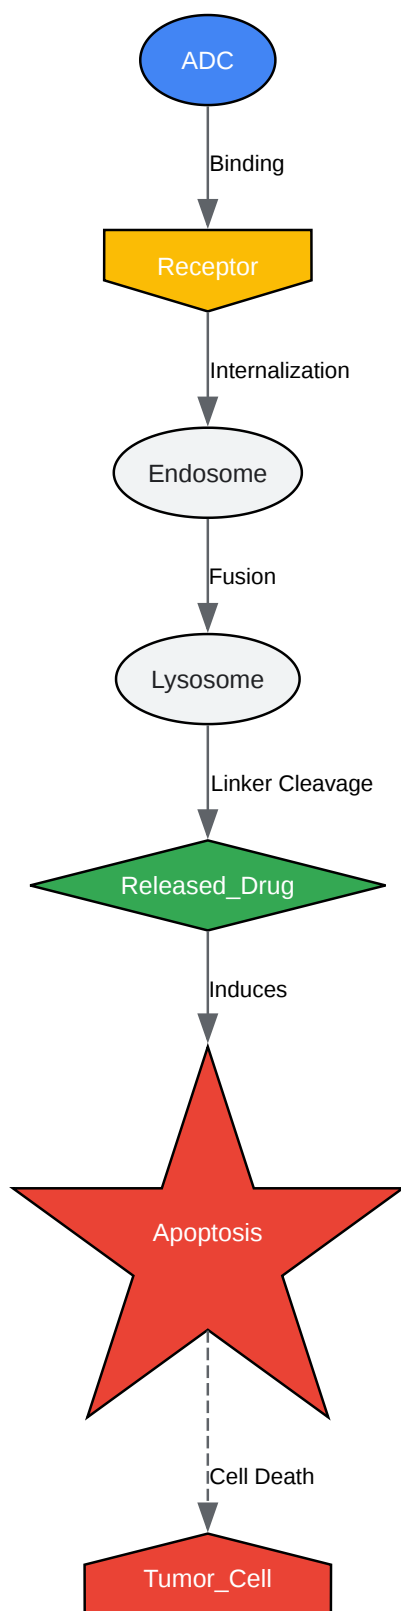 ADC
Binding
Receptor
Internalization
Endosome
Fusion
Lysosome
Linker Cleavage
Released_Drug
Induces
Apoptosis
Cell Death
Tumor_Cell